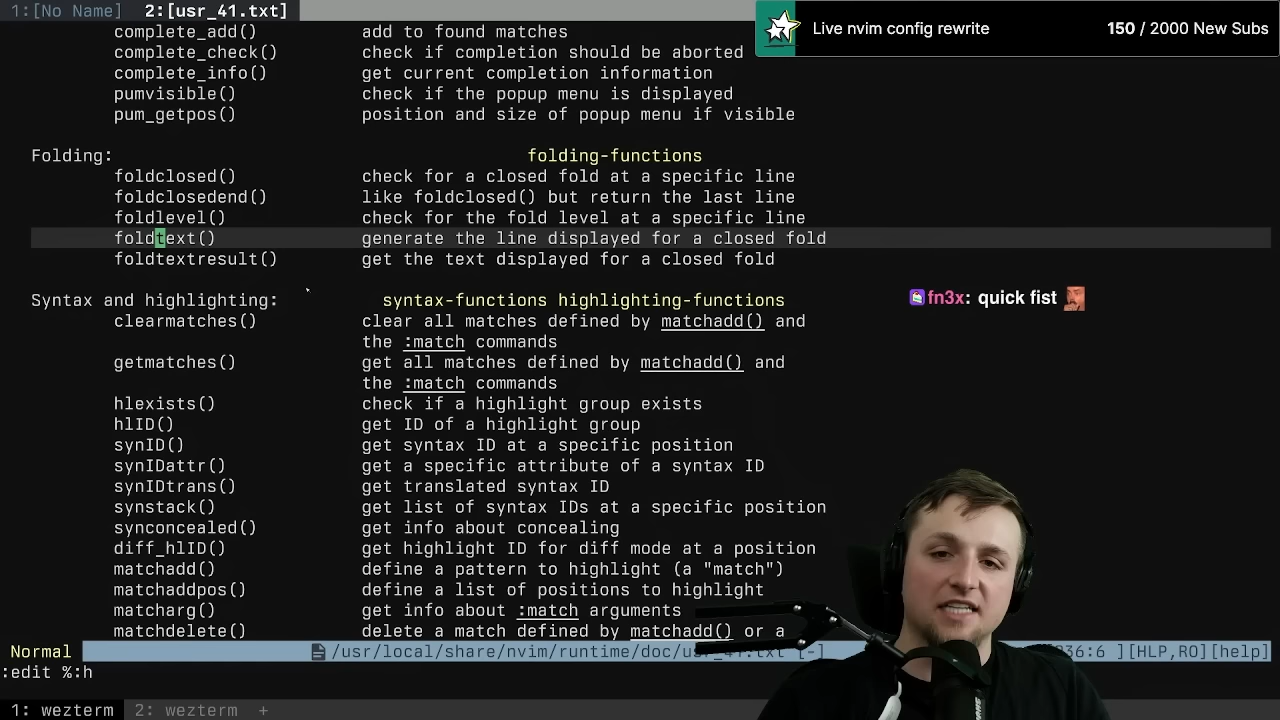 1:[No Name]  2:[usr_41.txt]
Live nvim config rewrite 150 / 2000 New Subs
complete_add() add to found matches
complete_check() check if completion should be aborted
complete_info() get current completion information
pumvisible() check if the popup menu is displayed
pum_getpos() position and size of popup menu if visible
Folding: folding-functions
foldclosed() check for a closed fold at a specific line
foldclosedend() like foldclosed() but return the last line
foldlevel() check for the fold level at a specific line
foldtext() generate the line displayed for a closed fold
foldtextresult() get the text displayed for a closed fold
fn3x: quick fist
Syntax and highlighting: syntax-functions highlighting-functions
clearmatches() clear all matches defined by matchadd() and
the :match commands
getmatches() get all matches defined by matchadd() and
the :match commands
hlexists() check if a highlight group exists
hlID() get ID of a highlight group
synID() get syntax ID at a specific position
synIDattr() get a specific attribute of a syntax ID
synIDtrans() get translated syntax ID
synstack() get list of syntax IDs at a specific position
synconcealed() get info about concealing
diff_hlID() get highlight ID for diff mode at a position
matchadd() define a pattern to highlight (a "match")
matchaddpos() define a list of positions to highlight
matcharg() get info about :match arguments
matchdelete() delete a match defined by matchadd() or a
Normal /usr/local/share/nvim/runtime/doc/usr_41.txt [-] 36:6 ][HLP,RO][help]
:edit %:h
1: wezterm 2: wezterm +